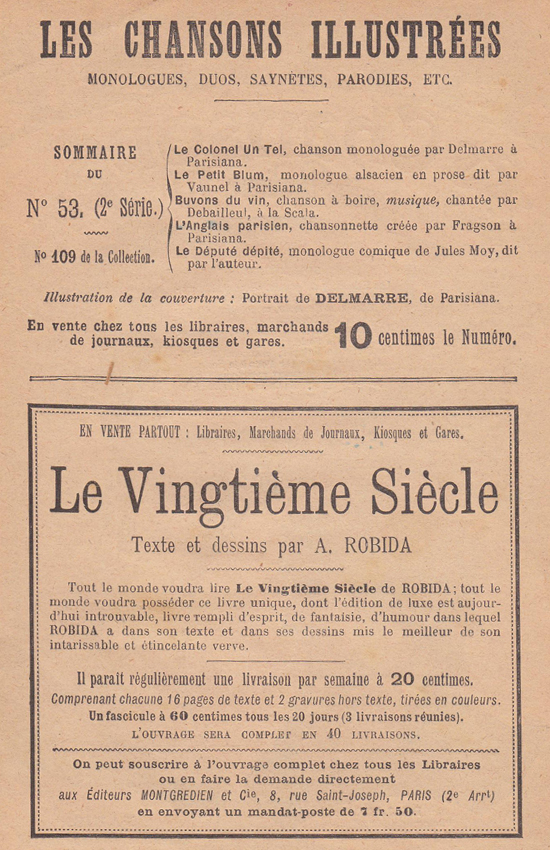 LES CHANSONS ILLUSTRÉES
MONOLOGUES, DUOS, SAYNÈTES, PARODIES, ETC.
SOMMAIRE
DU
N° 53. (2e Série.)
N° 109 de la Collection.
Le Colonel Un Tel, chanson monologuée par Delmarre à
Parisiana.
Le Petit Blum, monologue alsacien en prose dit par
Vaunel à Parisiana.
Buvons du vin, chanson à boire, musique, chantée par
Debailleul, à la Scala.
L'Anglais parisien, chansonnette créée par Fragson à
Parisiana.
Le Député dépité, monologue comique de Jules Moy, dit
par l'auteur.
Illustration de la couverture : Portrait de DELMARRE, de Parisiana.
En vente chez tous les libraires, marchands
de journaux, kiosques et gares.
10 centimes le Numéro.
EN VENTE PARTOUT : Libraires, Marchands de Journaux, Kiosques et Gares.
Le Vingtième Siècle
Texte et dessins par A. ROBIDA
Tout le monde voudra lire Le Vingtième Siècle de ROBIDA ; tout le
monde voudra posséder ce livre unique, dont l'édition de luxe est aujour-
d'hui introuvable, livre rempli d'esprit, de fantaisie, d'humour dans lequel
ROBIDA a dans son texte et dans ses dessins mis le meilleur de son
intarissable et étincelante verve.
Il parait régulièrement une livraison par semaine à 20 centimes.
Comprenant chacune 16 pages de texte et 2 gravures hors texte, tirées en couleurs.
Un fascicule à 60 centimes tous les 20 jours (3 livraisons réunies).
L'OUVRAGE SERA COMPLET EN 40 LIVRAISONS.
On peut souscrire à l'ouvrage complet chez tous les Libraires
ou en faire la demande directement
aux Éditeurs MONTGREDIEN et Cie, 8, rue Saint-Joseph, PARIS (2e Arrt)
en envoyant un mandat-poste de 7 fr. 50.